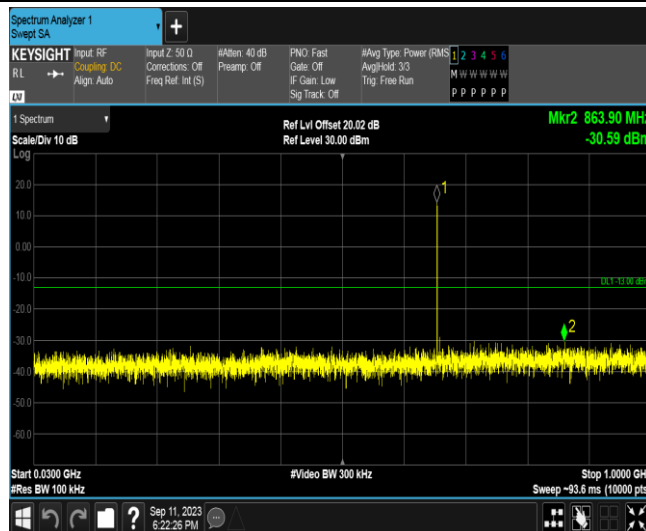 Spectrum Analyzer 1
Swept SA
KEYSIGHT
RL
LXI
Input: RF
Coupling: DC
Align: Auto
Input Z: 50 Ω
Corrections: Off
Freq Ref: Int (S)
#Atten: 40 dB
Preamp: Off
PNO: Fast
Gate: Off
IF Gain: Low
Sig Track: Off
#Avg Type: Power (RMS
Avg|Hold: 3/3
Trig: Free Run
1 2 3 4 5 6
M W W W W W
P P P P P P
1 Spectrum
Scale/Div 10 dB
Log
Ref Lvl Offset 20.02 dB
Ref Level 30.00 dBm
Mkr2 863.90 MHz
-30.59 dBm
20.0
10.0
0.00
-10.0
-20.0
-30.0
-40.0
-50.0
-60.0
1
DL1 -13.00 dBm
2
Start 0.0300 GHz
#Res BW 100 kHz
#Video BW 300 kHz
Stop 1.0000 GH
Sweep ~93.6 ms (10000 pts
Sep 11, 2023
6:22:26 PM